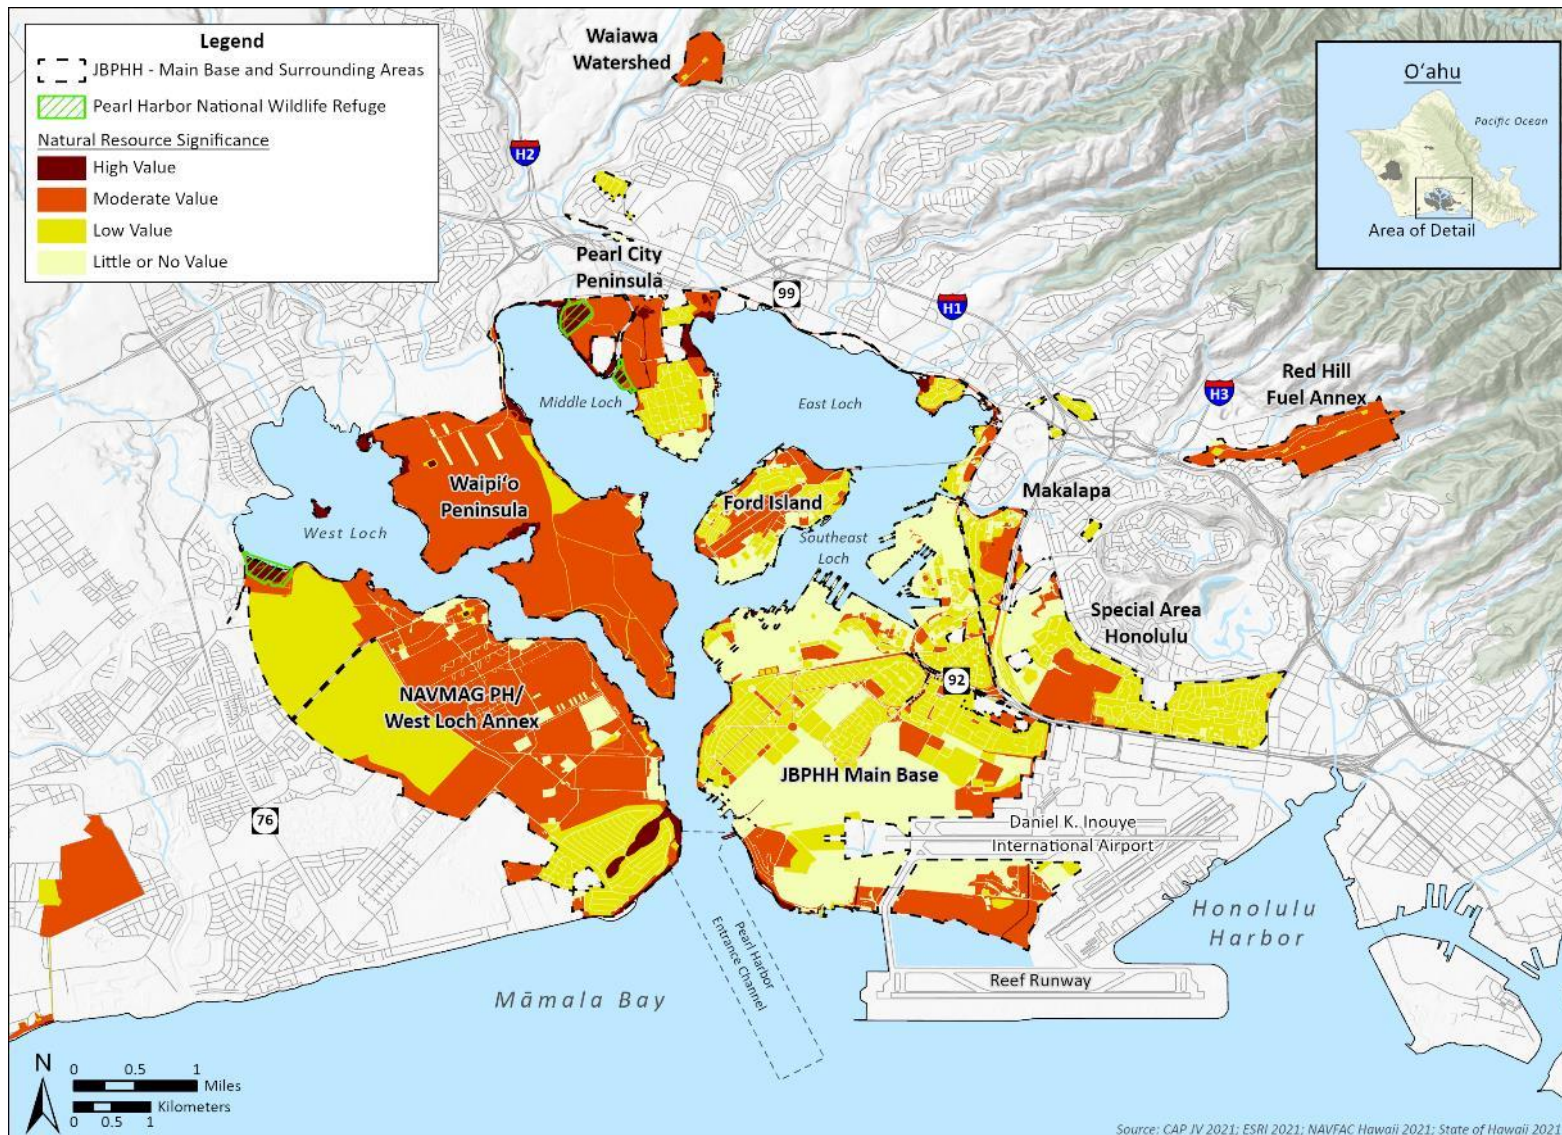 Legend
JBPHH - Main Base and Surrounding Areas
Pearl Harbor National Wildlife Refuge
Natural Resource Significance
High Value
Moderate Value
Low Value
Little or No Value
Waiawa
Watershed
O‘ahu
Pacific Ocean
Area of Detail
H2
Pearl City
Peninsula
99
H1
H3
Red Hill
Fuel Annex
Middle Loch
East Loch
Waipi‘o
Peninsula
Ford Island
Makalapa
West Loch
Southeast
Loch
Special Area
Honolulu
NAVMAG PH/
West Loch Annex
92
JBPHH Main Base
76
Daniel K. Inouye
International Airport
Honolulu
Harbor
Pearl Harbor
Entrance Channel
Reef Runway
Māmala Bay
N
0 0.5 1
Miles
Kilometers
0 0.5 1
Source: CAP JV 2021; ESRI 2021; NAVFAC Hawaii 2021; State of Hawaii 2021